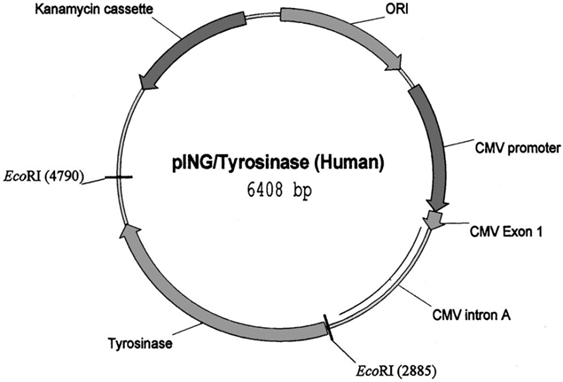 Kanamycin cassette
ORI
CMV promoter
pING/Tyrosinase (Human)
6408 bp
EcoRI (4790)
CMV Exon 1
CMV intron A
Tyrosinase
EcoRI (2885)